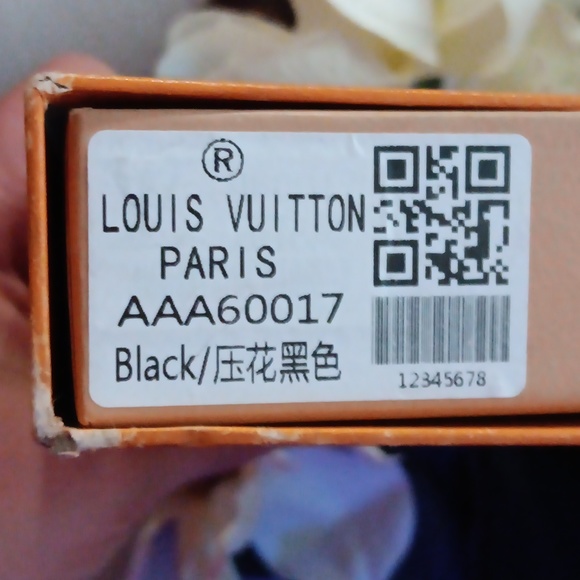 ®
LOUIS VUITTON
PARIS
AAA60017
Black/压花黑色
12345678